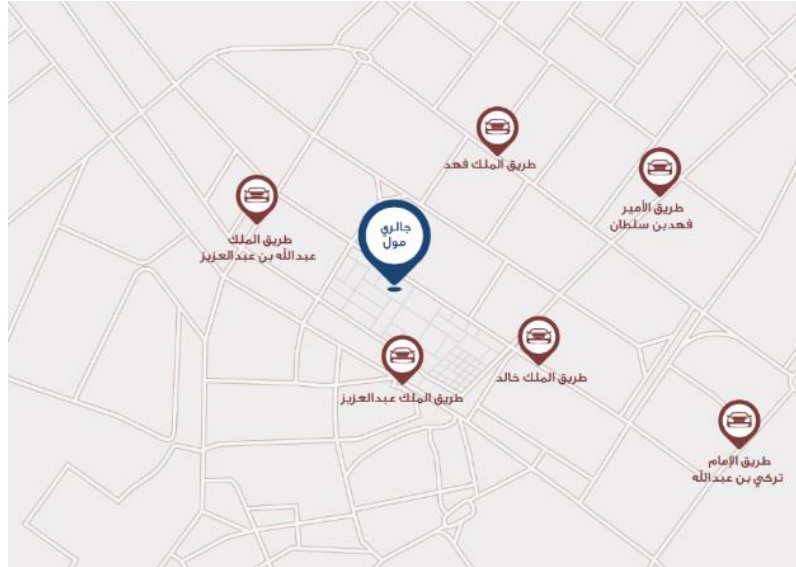 طريق الملك فهد
طريق الأمير
فهد بن سلطان
جالري
مول
طريق الملك
عبدالله بن عبدالعزيز
طريق الملك خالد
طريق الملك عبدالعزيز
طريق الإمام
تركي بن عبدالله